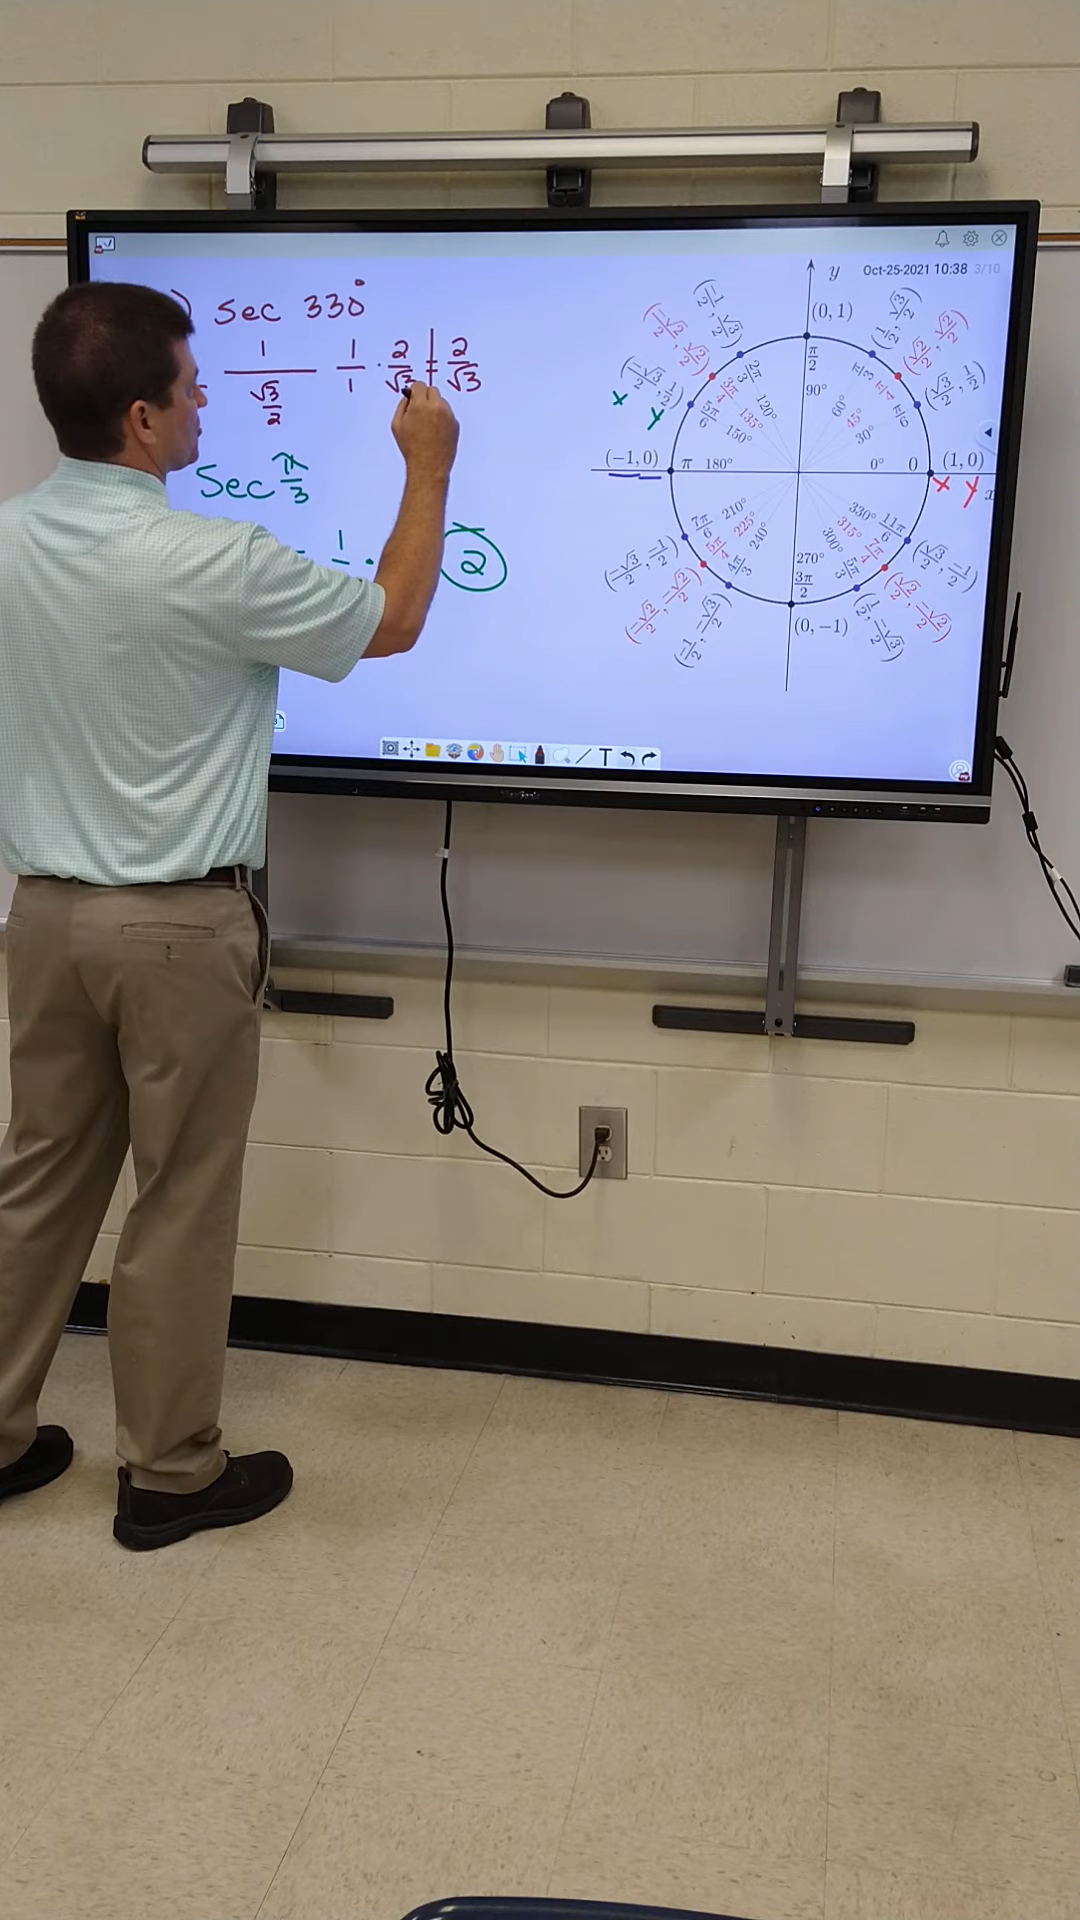 Oct-25-2021 10:38 3/10
) sec 330°
1 / (√3/2)  1/1 · 2/√3 = 2/√3
sec π/3
1 · 2
y
x
(0, 1)
(-1/2, √3/2)
(1/2, √3/2)
(-√2/2, √2/2)
(√2/2, √2/2)
(-√3/2, 1/2)
(√3/2, 1/2)
x y
π/2
90°
2π/3 120°
3π/4 135°
5π/6 150°
π/3 60°
π/4 45°
π/6 30°
(-1, 0) π 180° 0° 0 (1, 0)
x y
7π/6 210°
5π/4 225°
4π/3 240°
330° 11π/6
315° 7π/4
300° 5π/3
270°
3π/2
(-√3/2, -1/2)
(√3/2, -1/2)
(-√2/2, -√2/2)
(√2/2, -√2/2)
(-1/2, -√3/2)
(1/2, -√3/2)
(0, -1)
T
ViewSonic